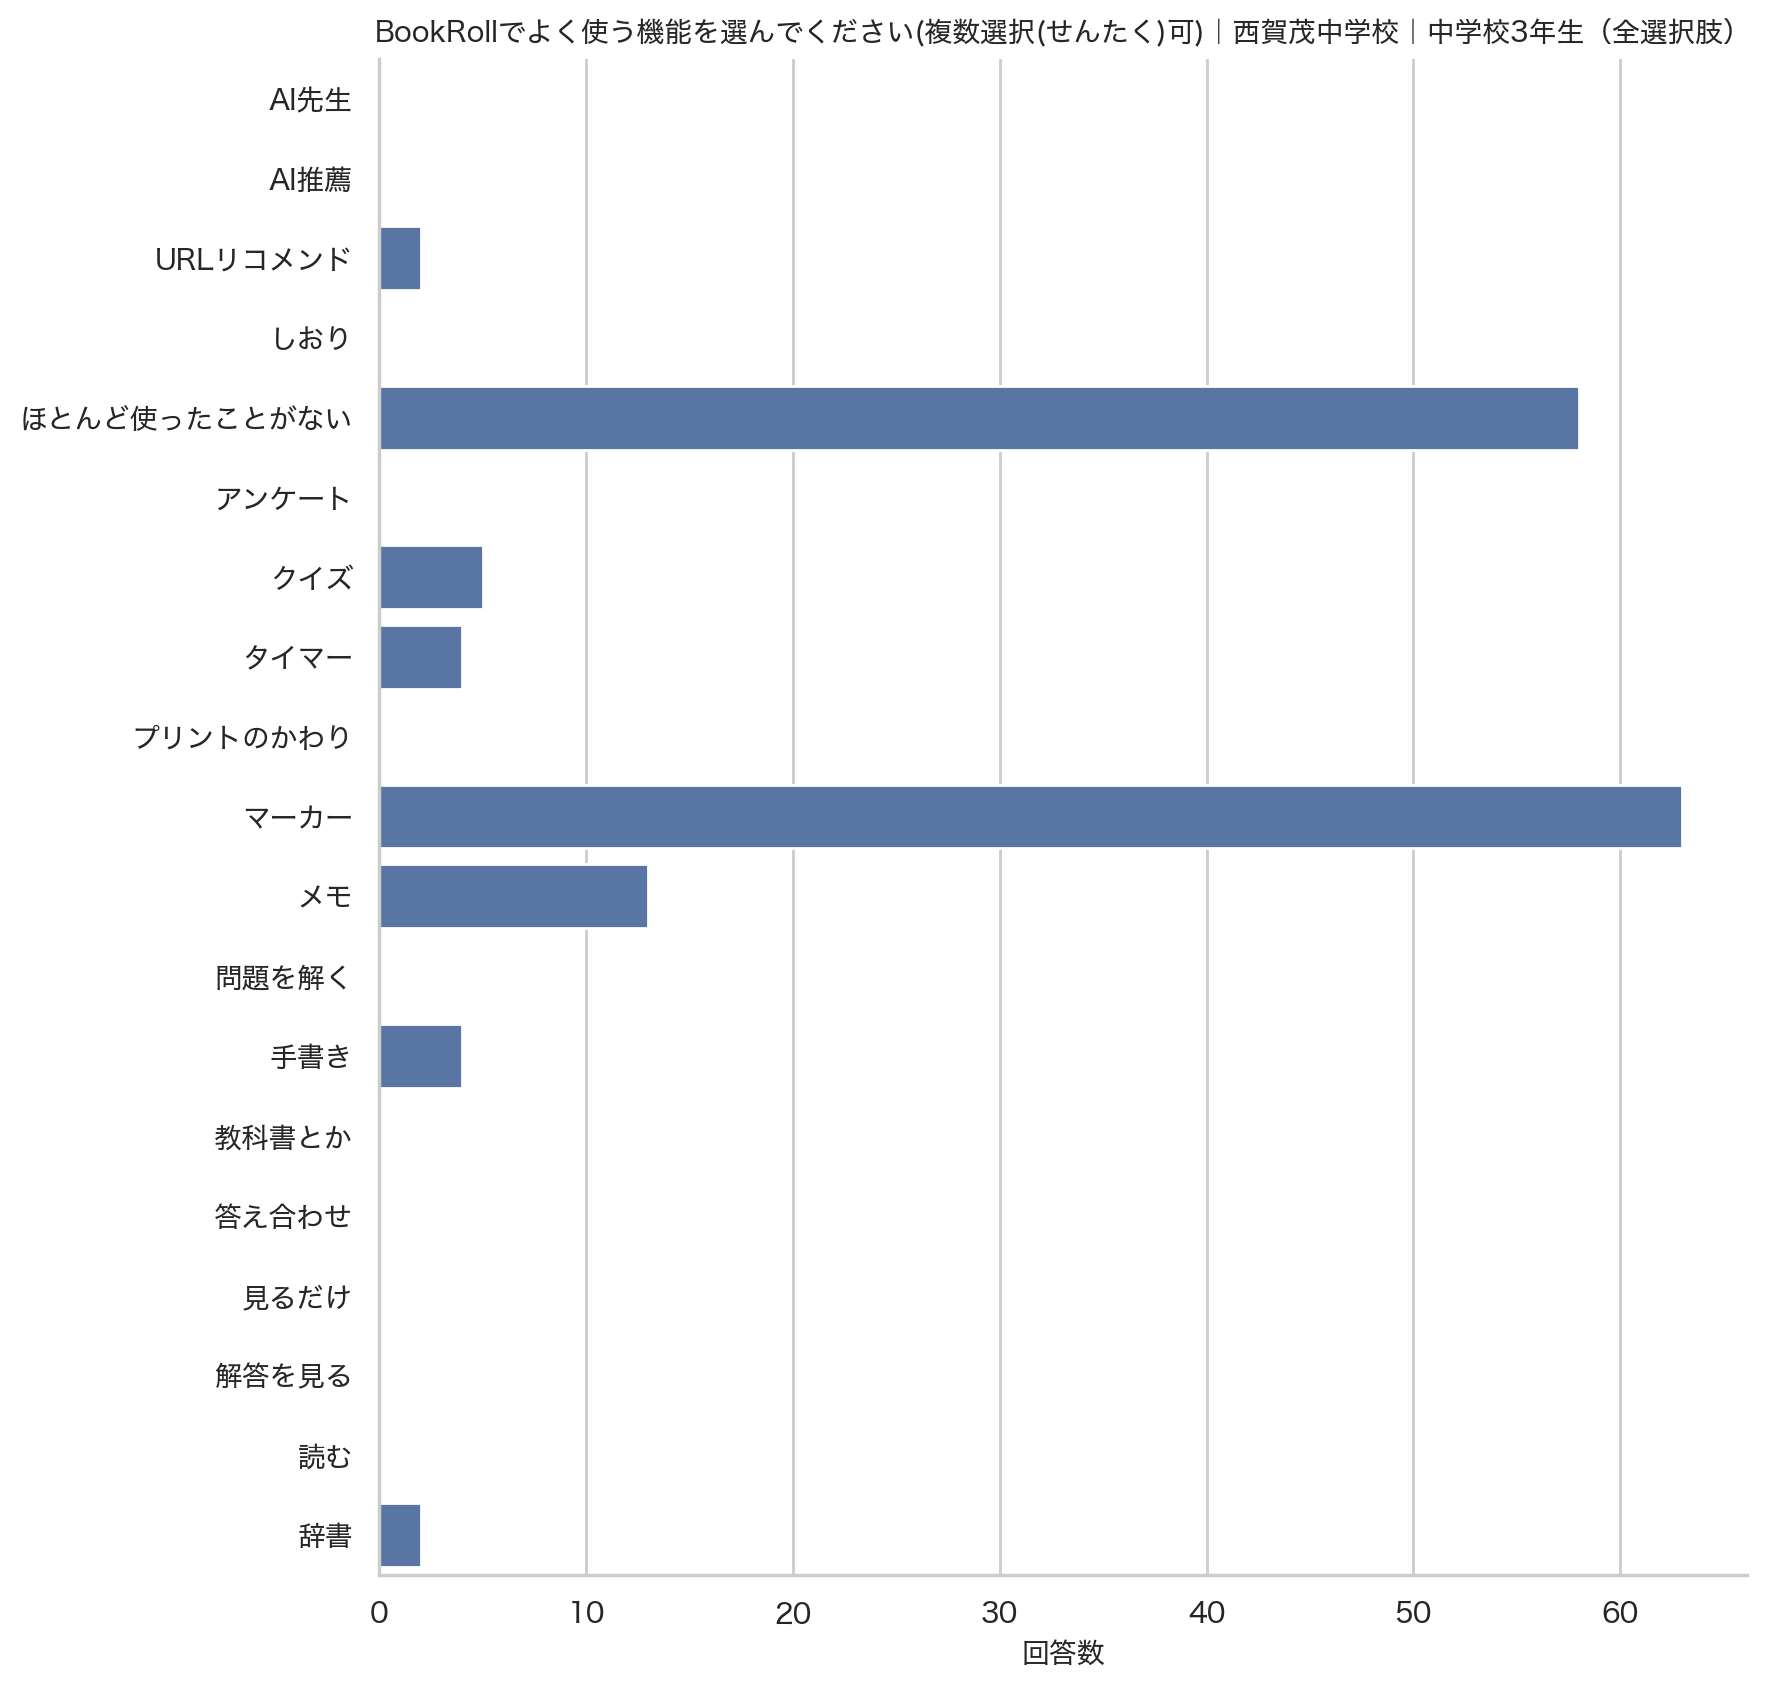 BookRollでよく使う機能を選んでください(複数選択(せんたく)可)｜西賀茂中学校｜中学校3年生（全選択肢）
AI先生
AI推薦
URLリコメンド
しおり
ほとんど使ったことがない
アンケート
クイズ
タイマー
プリントのかわり
マーカー
メモ
問題を解く
手書き
教科書とか
答え合わせ
見るだけ
解答を見る
読む
辞書
0 10 20 30 40 50 60
回答数